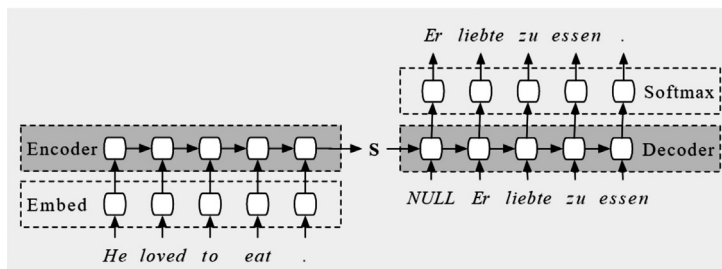 Er liebte zu essen .
Softmax
Encoder
S
Decoder
Embed
NULL Er liebte zu essen
He loved to eat .